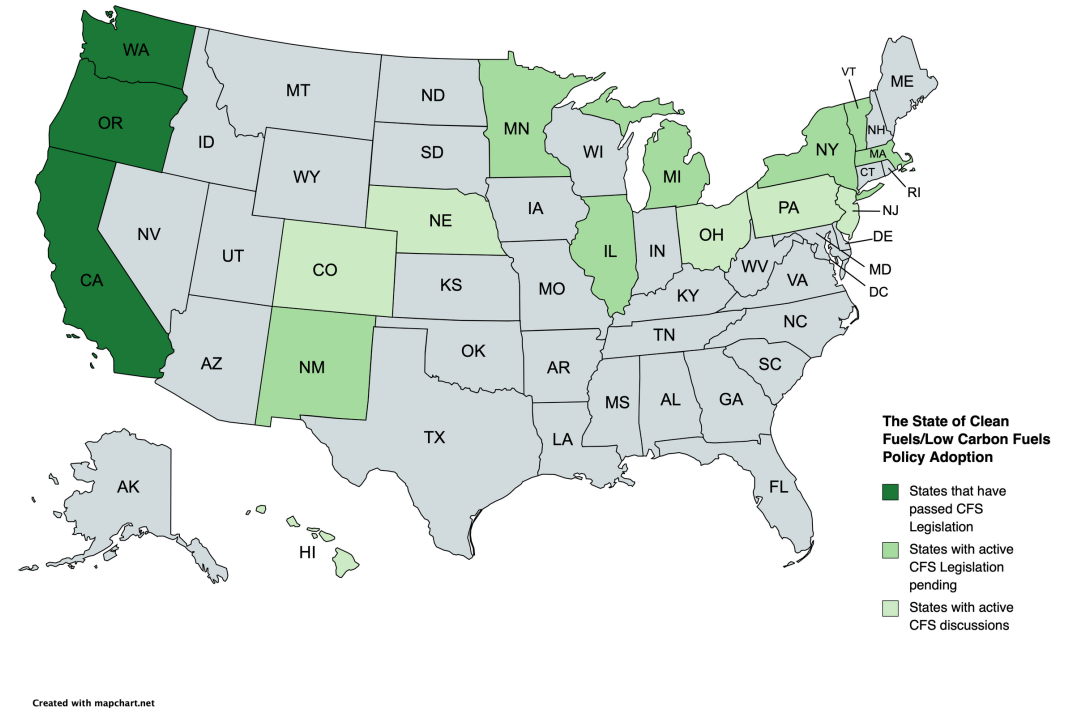 WA
MT
ND
VT
ME
OR
MN
NH
ID
SD
WI
NY
MA
WY
MI
CT
RI
NE
IA
PA
NJ
NV
OH
DE
UT
CO
IL
IN
WV
MD
CA
KS
MO
VA
DC
KY
NC
TN
AZ
NM
OK
AR
SC
MS
AL
GA
TX
LA
AK
FL
HI
The State of Clean
Fuels/Low Carbon Fuels
Policy Adoption
States that have
passed CFS
Legislation
States with active
CFS Legislation
pending
States with active
CFS discussions
Created with mapchart.net